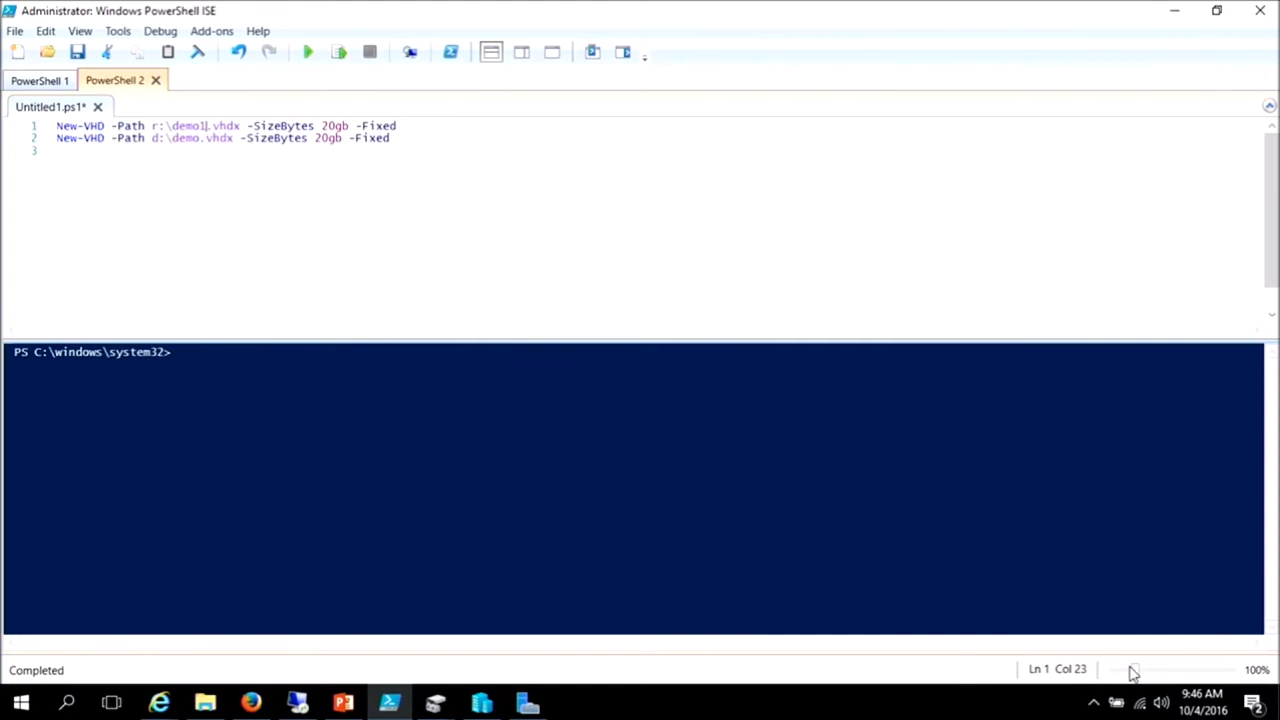 Administrator: Windows PowerShell ISE
File Edit View Tools Debug Add-ons Help
PowerShell 1 PowerShell 2
Untitled1.ps1*
1 New-VHD -Path r:\demo1.vhdx -SizeBytes 20gb -Fixed
2 New-VHD -Path d:\demo.vhdx -SizeBytes 20gb -Fixed
3
PS C:\windows\system32>
Completed Ln 1 Col 23 100%
9:46 AM
10/4/2016 2